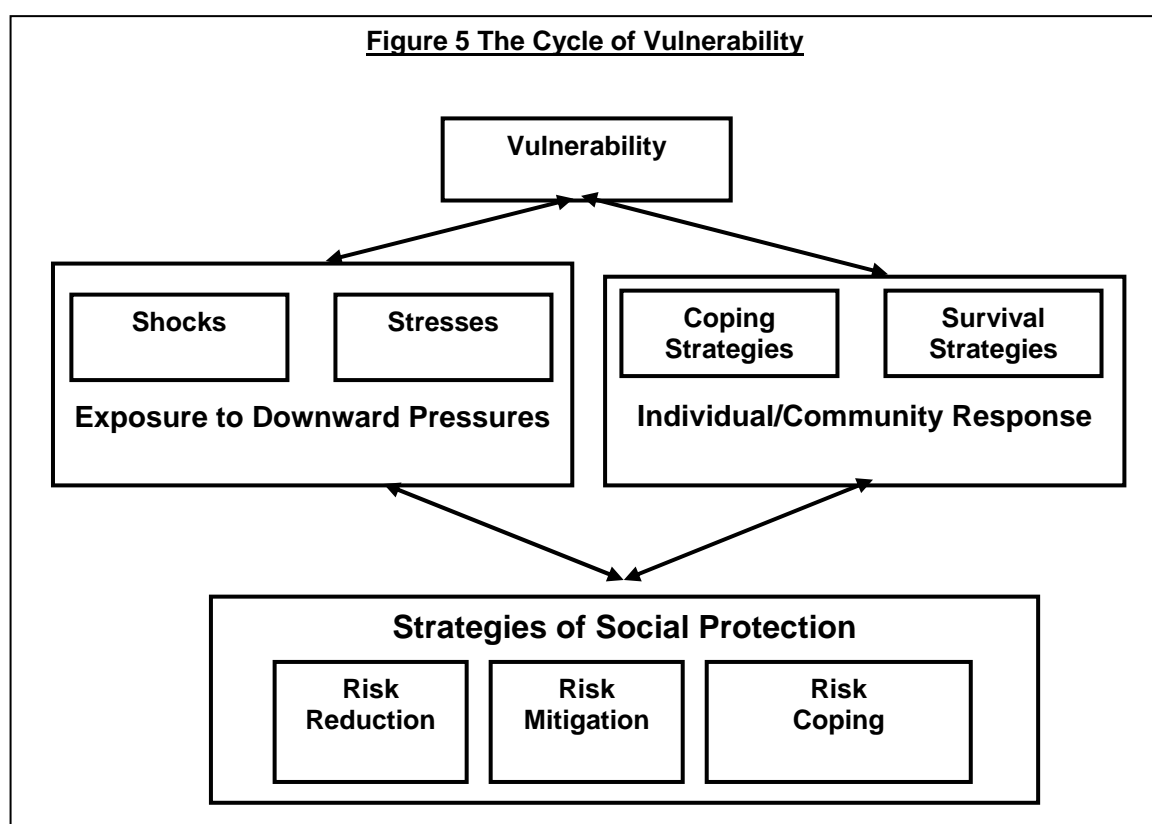 Figure 5 The Cycle of Vulnerability
Vulnerability
Shocks
Stresses
Exposure to Downward Pressures
Coping
Strategies
Survival
Strategies
Individual/Community Response
Strategies of Social Protection
Risk
Reduction
Risk
Mitigation
Risk
Coping